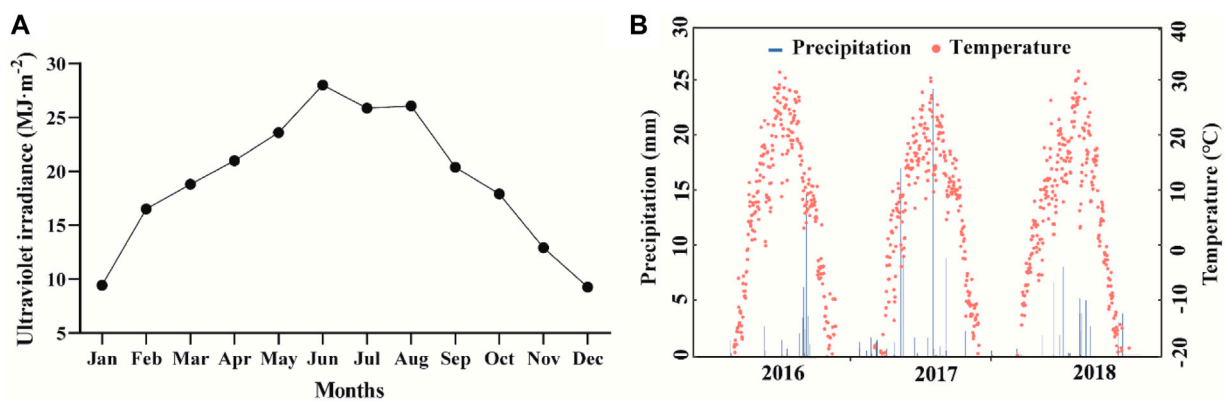 A
Ultraviolet irradiance (MJ·m⁻²)
30
25
20
15
10
5
Jan Feb Mar Apr May Jun Jul Aug Sep Oct Nov Dec
Months
B
Precipitation Temperature
Precipitation (mm)
30
25
20
15
10
5
0
40
30
20
10
0
-10
-20
Temperature (℃)
2016 2017 2018